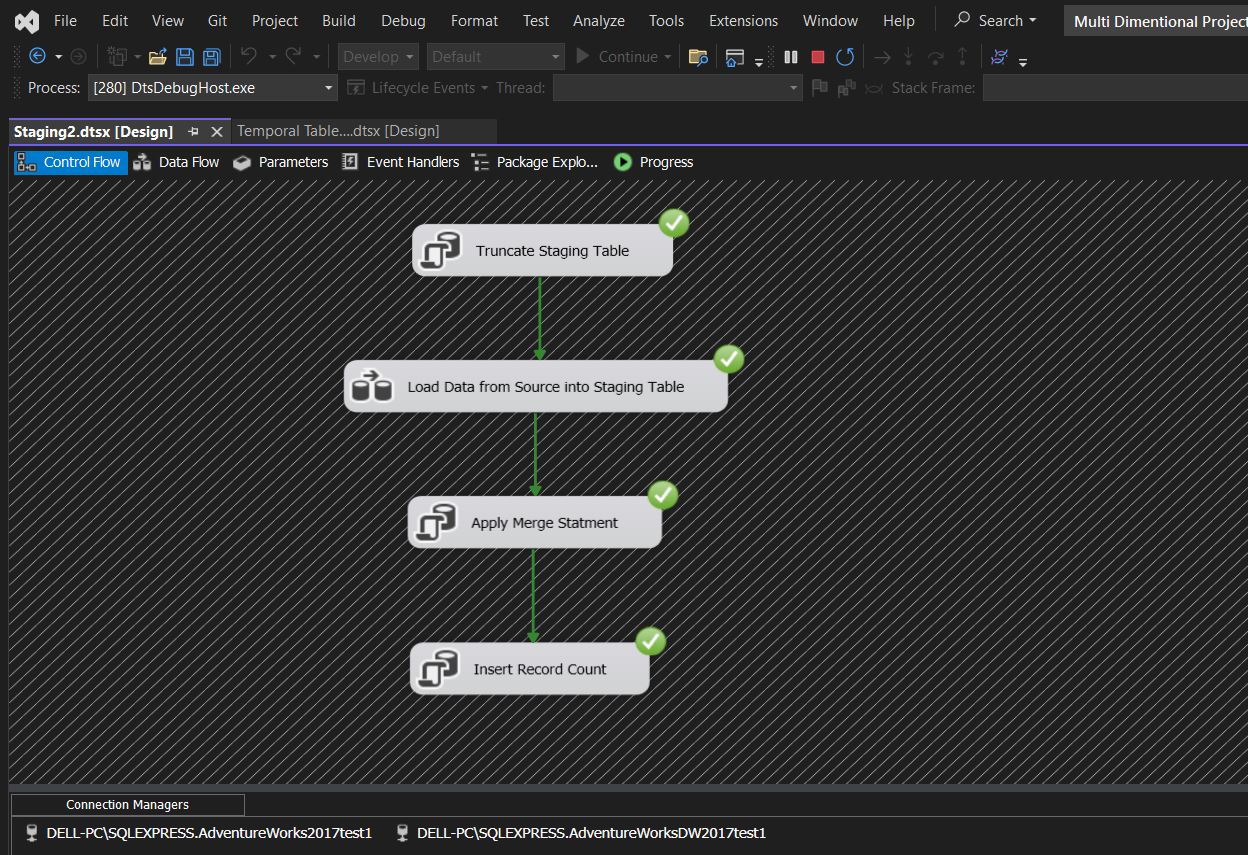 File Edit View Git Project Build Debug Format Test Analyze Tools Extensions Window Help Search Multi Dimentional Project
Develop Default Continue
Process: [280] DtsDebugHost.exe Lifecycle Events Thread: Stack Frame:
Staging2.dtsx [Design] Temporal Table....dtsx [Design]
Control Flow Data Flow Parameters Event Handlers Package Explo... Progress
Truncate Staging Table
Load Data from Source into Staging Table
Apply Merge Statment
Insert Record Count
Connection Managers
DELL-PC\SQLEXPRESS.AdventureWorks2017test1 DELL-PC\SQLEXPRESS.AdventureWorksDW2017test1